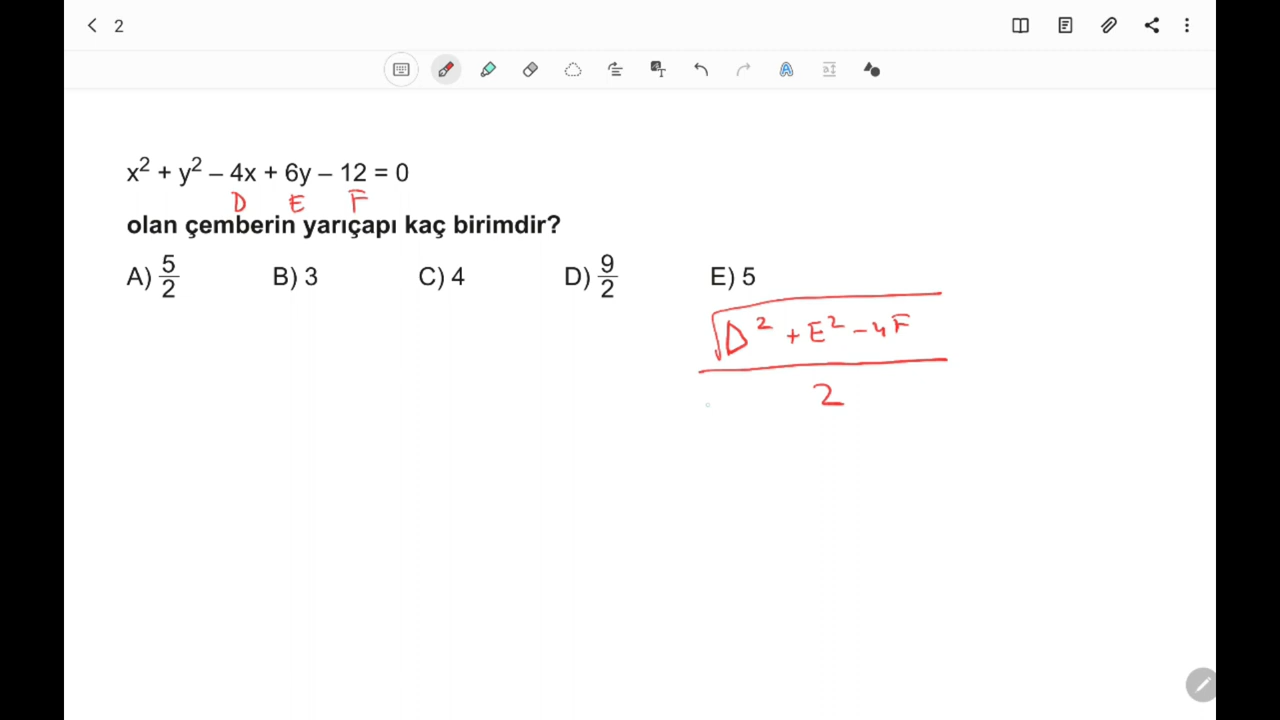 2
x² + y² – 4x + 6y – 12 = 0
D E F
olan çemberin yarıçapı kaç birimdir?
A) 5/2 B) 3 C) 4 D) 9/2 E) 5
√D² + E² - 4F
2